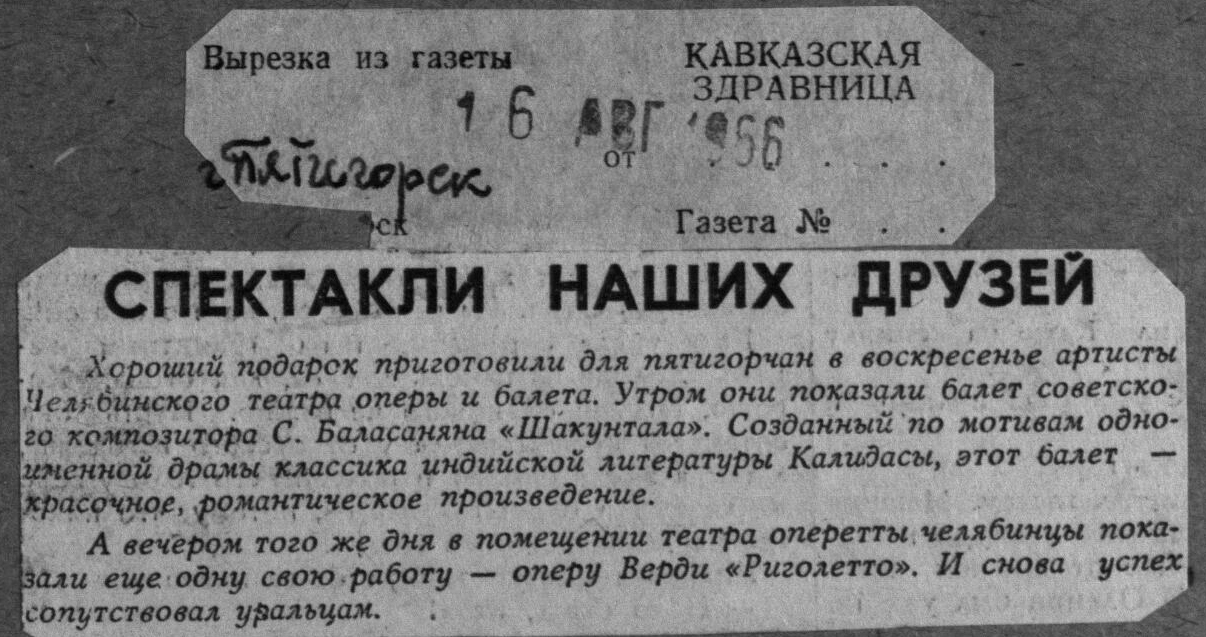 Вырезка из газеты
КАВКАЗСКАЯ
ЗДРАВНИЦА
16 АВГ 1966
г Пятигорск
от . . .
ск
Газета № . .
СПЕКТАКЛИ НАШИХ ДРУЗЕЙ
Хороший подарок приготовили для пятигорчан в воскресенье артисты
Челябинского театра оперы и балета. Утром они показали балет советско-
го композитора С. Баласаняна «Шакунтала». Созданный по мотивам одно-
именной драмы классика индийской литературы Калидасы, этот балет —
красочное, романтическое произведение.
А вечером того же дня в помещении театра оперетты челябинцы пока-
зали еще одну свою работу — оперу Верди «Риголетто». И снова успех
сопутствовал уральцам.